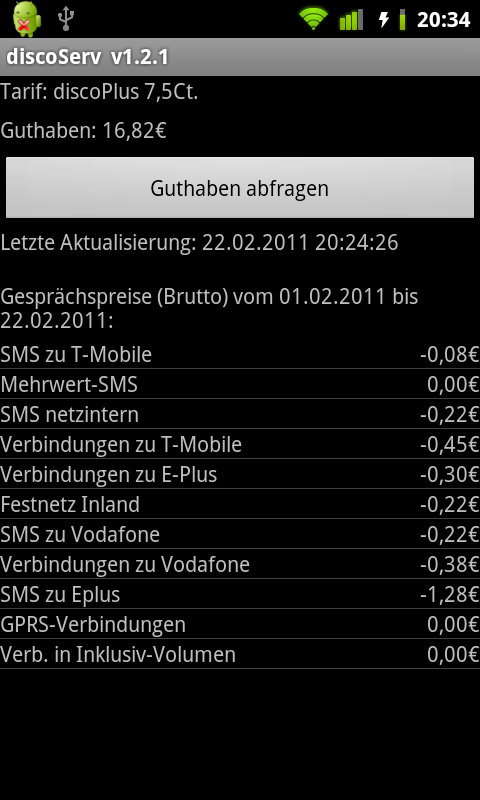 20:34
discoServ v1.2.1
Tarif: discoPlus 7,5Ct.
Guthaben: 16,82€
Guthaben abfragen
Letzte Aktualisierung: 22.02.2011 20:24:26
Gesprächspreise (Brutto) vom 01.02.2011 bis
22.02.2011:
SMS zu T-Mobile -0,08€
Mehrwert-SMS 0,00€
SMS netzintern -0,22€
Verbindungen zu T-Mobile -0,45€
Verbindungen zu E-Plus -0,30€
Festnetz Inland -0,22€
SMS zu Vodafone -0,22€
Verbindungen zu Vodafone -0,38€
SMS zu Eplus -1,28€
GPRS-Verbindungen 0,00€
Verb. in Inklusiv-Volumen 0,00€